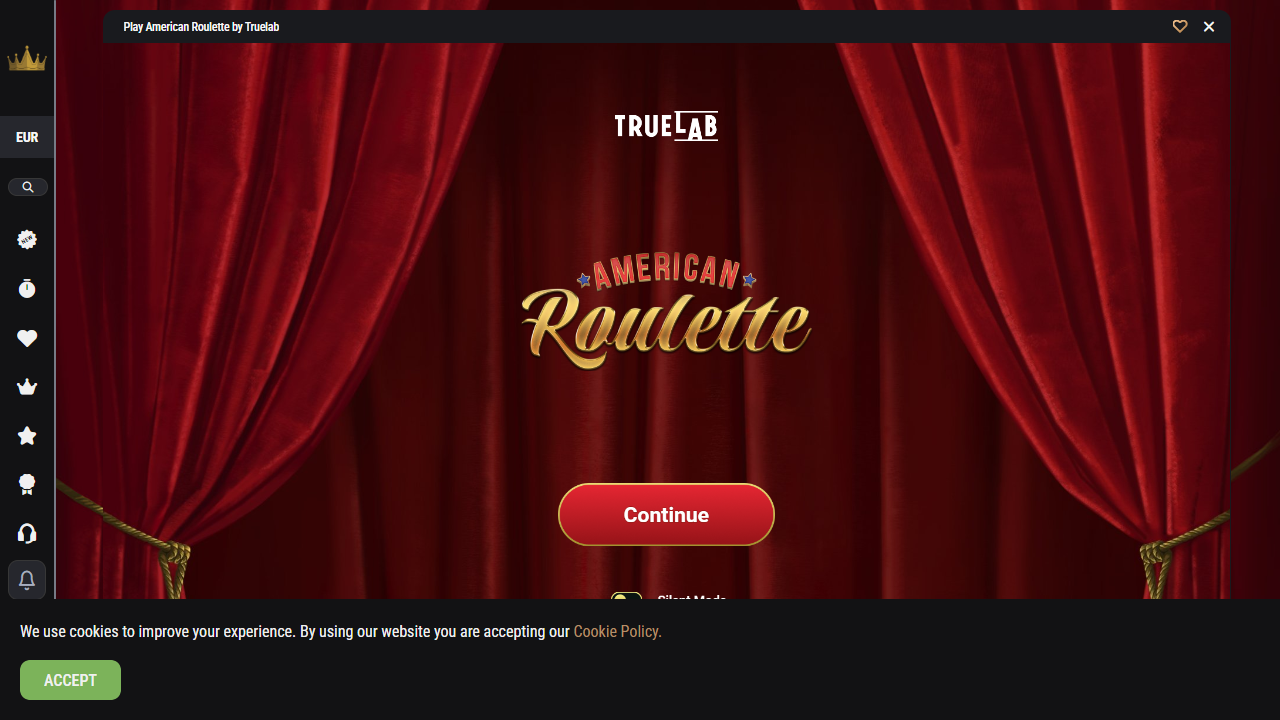 Play American Roulette by Truelab
EUR
NEW
TRUELAB
AMERICAN
Roulette
Continue
Silent Mode
We use cookies to improve your experience. By using our website you are accepting our Cookie Policy.
ACCEPT